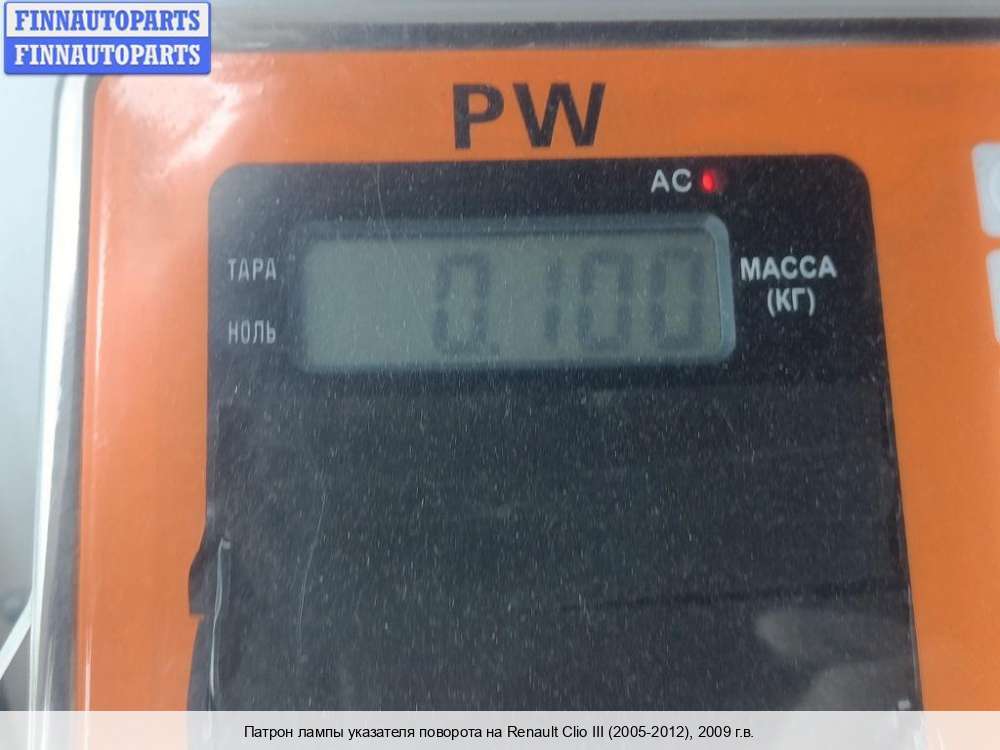 FINNAUTOPARTS
FINNAUTOPARTS
PW
AC
ТАРА
0.100
МАССА
(КГ)
НОЛЬ
Патрон лампы указателя поворота на Renault Clio III (2005-2012), 2009 г.в.